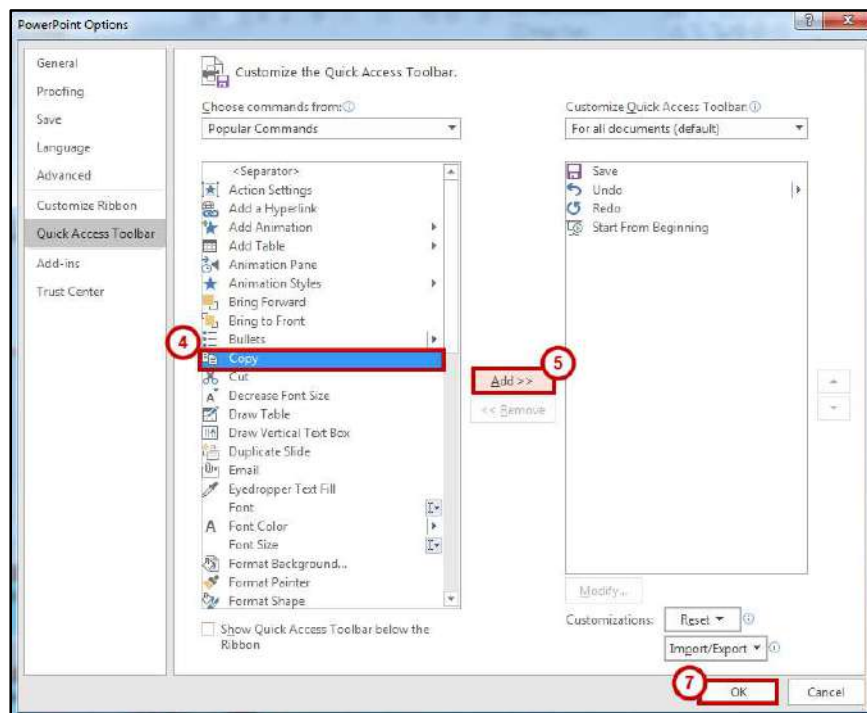 PowerPoint Options
General
Proofing
Save
Language
Advanced
Customize Ribbon
Quick Access Toolbar
Add-ins
Trust Center
Customize the Quick Access Toolbar.
Choose commands from:
Popular Commands
<Separator>
Action Settings
Add a Hyperlink
Add Animation
Add Table
Animation Pane
Animation Styles
Bring Forward
Bring to Front
4
Bullets
Copy
Cut
Decrease Font Size
Draw Table
Draw Vertical Text Box
Duplicate Slide
Email
Eyedropper Text Fill
Font
Font Color
Font Size
Format Background...
Format Painter
Format Shape
Show Quick Access Toolbar below the
Ribbon
5
Add >>
<< Remove
Customize Quick Access Toolbar:
For all documents (default)
Save
Undo
Redo
Start From Beginning
Modify...
Customizations:
Reset
Import/Export
7
OK
Cancel